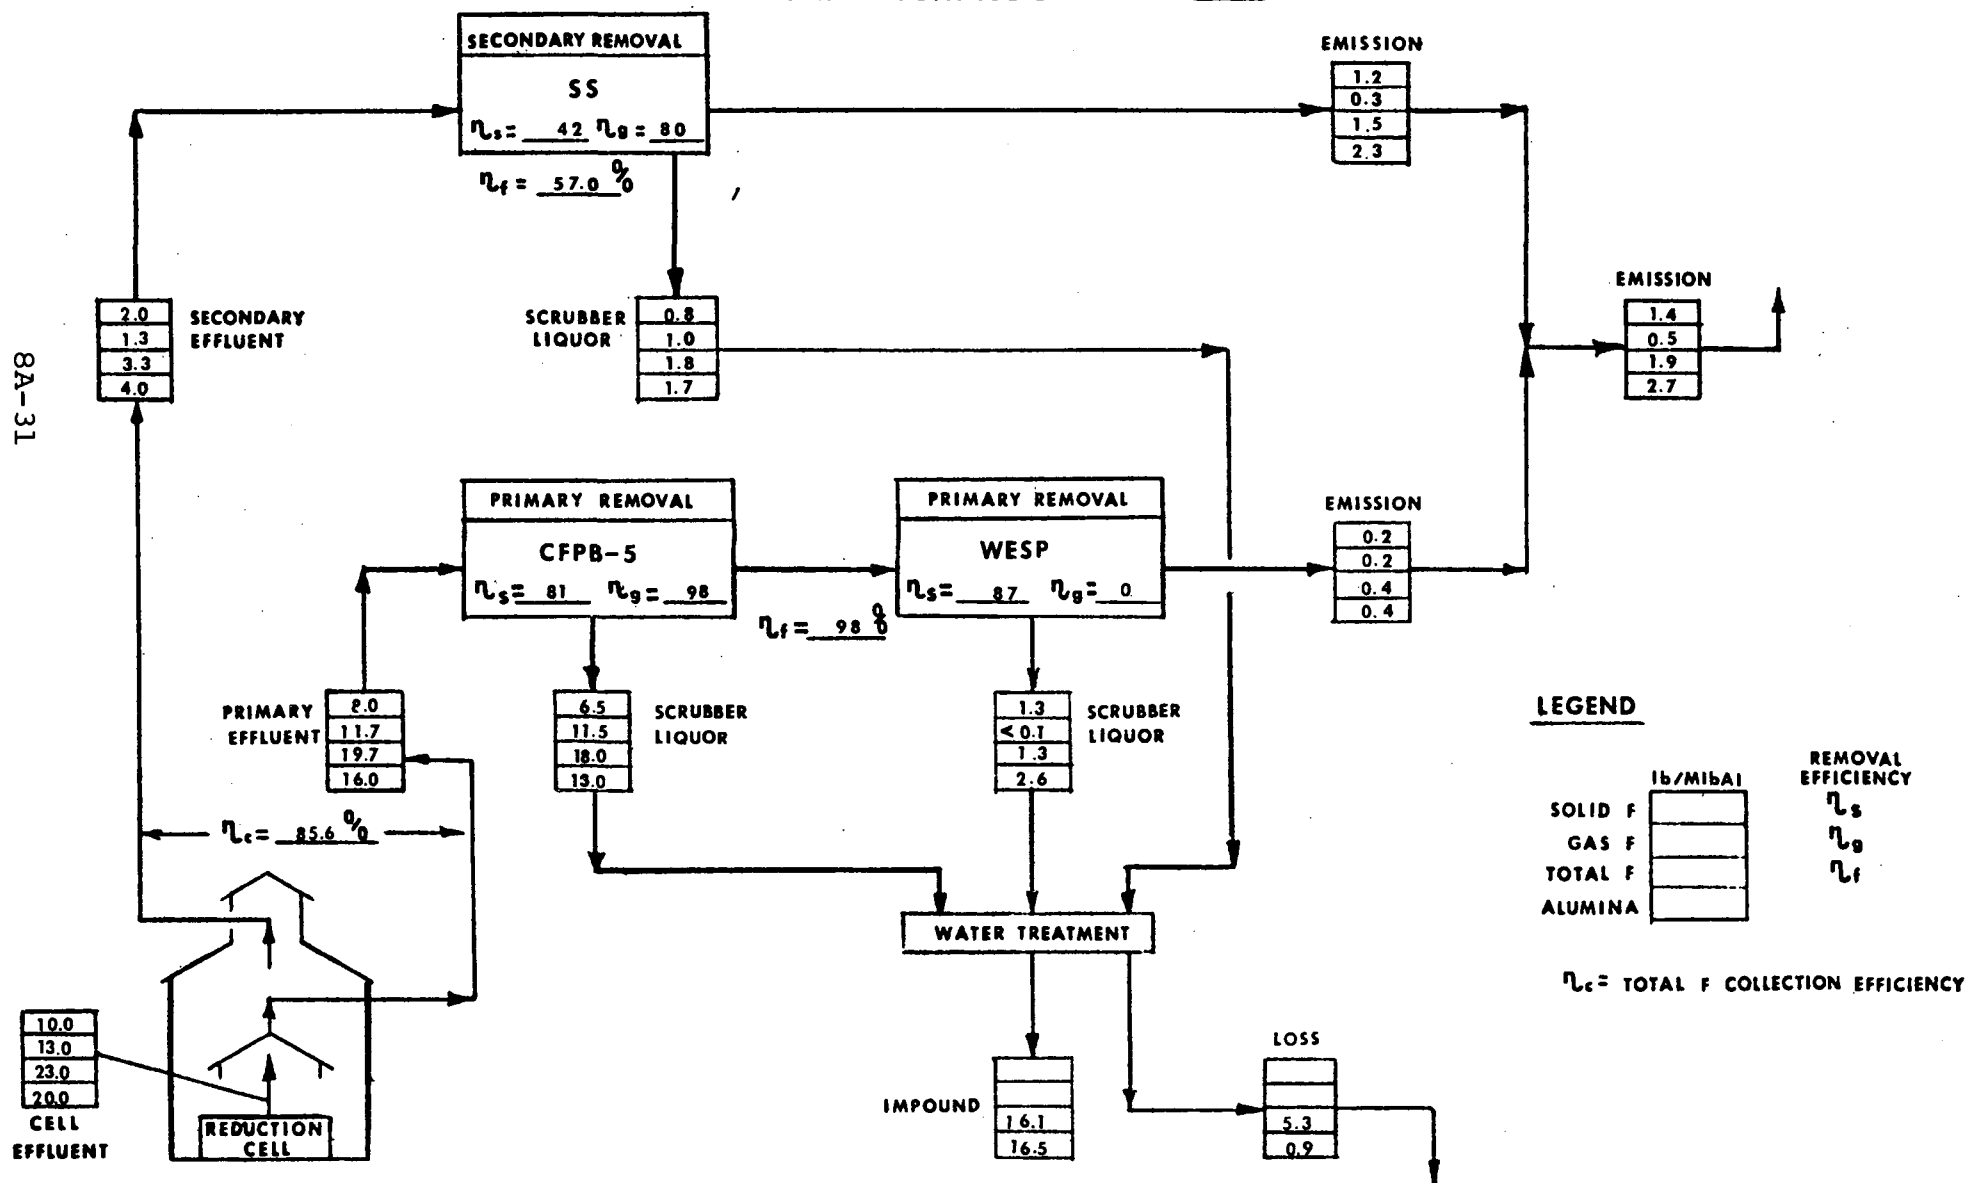 SECONDARY REMOVAL
SS
ηs= 42 ηg= 80
ηf= 57.0 %
EMISSION
1.2
0.3
1.5
2.3
2.0
1.3
3.3
4.0
SECONDARY
EFFLUENT
SCRUBBER
LIQUOR
0.8
1.0
1.8
1.7
EMISSION
1.4
0.5
1.9
2.7
8A-31
PRIMARY REMOVAL
CFPB-5
ηs= 81 ηg= 98
PRIMARY REMOVAL
WESP
ηs= 87 ηg= 0
ηf= 98 %
EMISSION
0.2
0.2
0.4
0.4
PRIMARY
EFFLUENT
8.0
11.7
19.7
16.0
6.5
11.5
18.0
13.0
SCRUBBER
LIQUOR
1.3
<0.1
1.3
2.6
SCRUBBER
LIQUOR
ηc= 85.6 %
WATER TREATMENT
10.0
13.0
23.0
20.0
CELL
EFFLUENT
REDUCTION
CELL
IMPOUND
16.1
16.5
LOSS
5.3
0.9
LEGEND
lb/MlbAl
REMOVAL
EFFICIENCY
SOLID F ηs
GAS F ηg
TOTAL F ηf
ALUMINA
ηc= TOTAL F COLLECTION EFFICIENCY